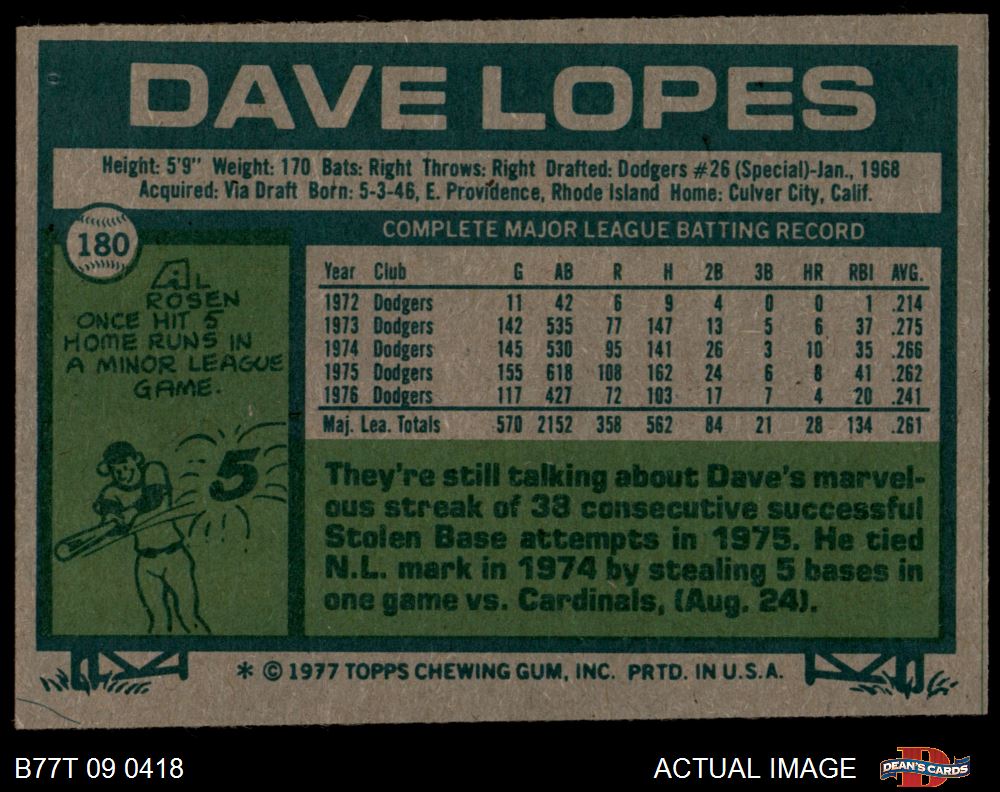 DAVE LOPES
Height: 5'9" Weight: 170 Bats: Right Throws: Right Drafted: Dodgers #26 (Special)-Jan., 1968
Acquired: Via Draft Born: 5-3-46, E. Providence, Rhode Island Home: Culver City, Calif.
180
AL
ROSEN
ONCE HIT 5
HOME RUNS IN
A MINOR LEAGUE
GAME.
5
COMPLETE MAJOR LEAGUE BATTING RECORD
Year Club G AB R H 2B 3B HR RBI AVG.
1972 Dodgers 11 42 6 9 4 0 0 1 .214
1973 Dodgers 142 535 77 147 13 5 6 37 .275
1974 Dodgers 145 530 95 141 26 3 10 35 .266
1975 Dodgers 155 618 108 162 24 6 8 41 .262
1976 Dodgers 117 427 72 103 17 7 4 20 .241
Maj. Lea. Totals 570 2152 358 562 84 21 28 134 .261
They're still talking about Dave's marvel-
ous streak of 38 consecutive successful
Stolen Base attempts in 1975. He tied
N.L. mark in 1974 by stealing 5 bases in
one game vs. Cardinals, (Aug. 24).
* © 1977 TOPPS CHEWING GUM, INC. PRTD. IN U.S.A.
B77T 09 0418
ACTUAL IMAGE
D
DEAN'S CARDS